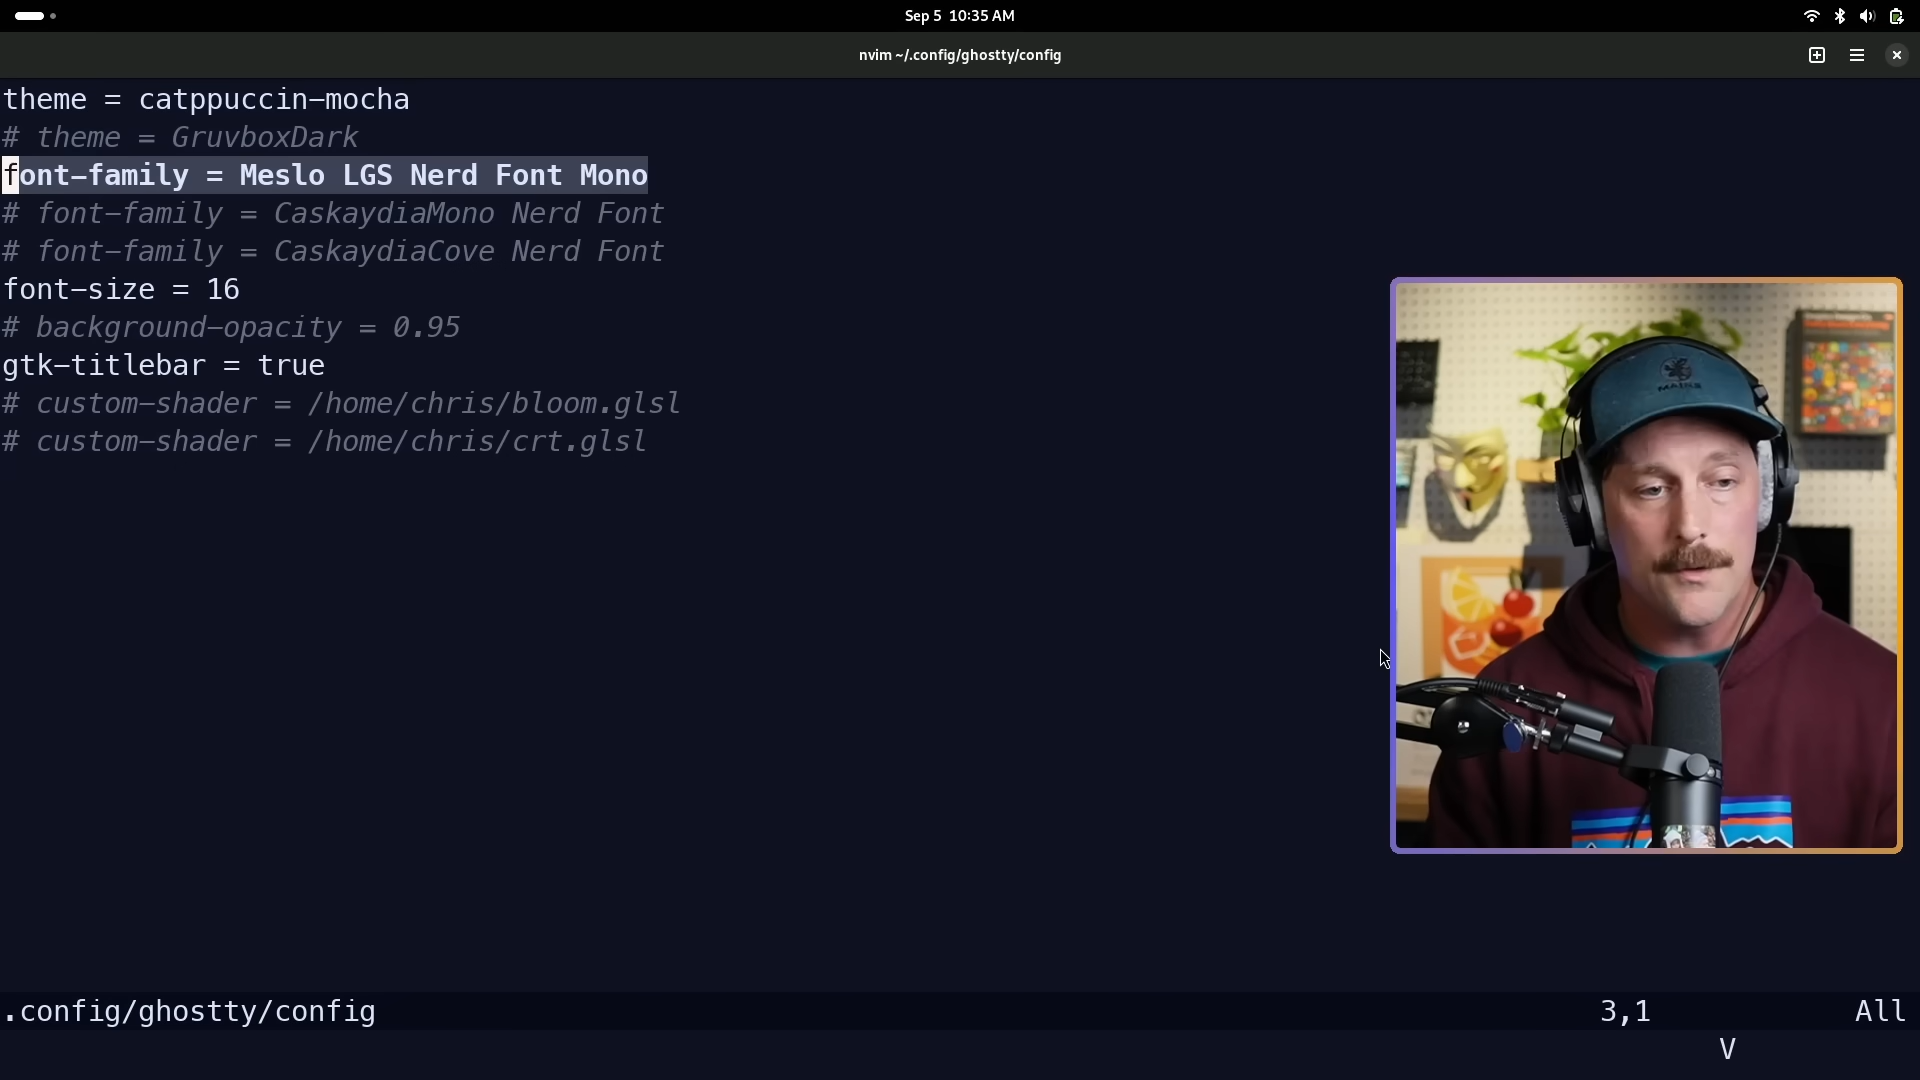 Sep 5 10:35 AM
nvim ~/.config/ghostty/config
theme = catppuccin-mocha
# theme = GruvboxDark
font-family = Meslo LGS Nerd Font Mono
# font-family = CaskaydiaMono Nerd Font
# font-family = CaskaydiaCove Nerd Font
font-size = 16
# background-opacity = 0.95
gtk-titlebar = true
# custom-shader = /home/chris/bloom.glsl
# custom-shader = /home/chris/crt.glsl
.config/ghostty/config 3,1 All
V